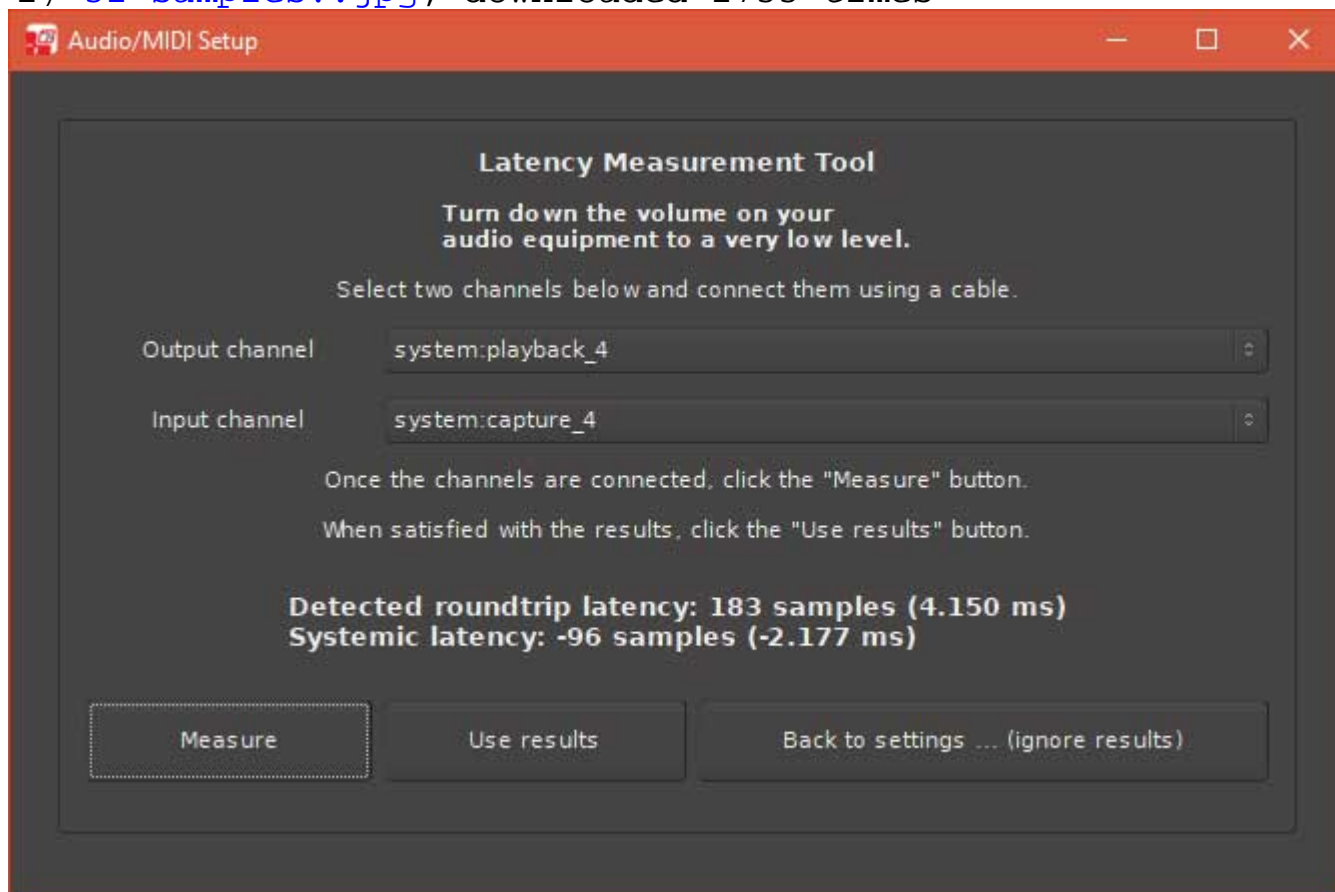 Audio/MIDI Setup
Latency Measurement Tool
Turn down the volume on your
audio equipment to a very low level.
Select two channels below and connect them using a cable.
Output channel system:playback_4
Input channel system:capture_4
Once the channels are connected, click the "Measure" button.
When satisfied with the results, click the "Use results" button.
Detected roundtrip latency: 183 samples (4.150 ms)
Systemic latency: -96 samples (-2.177 ms)
Measure Use results Back to settings ... (ignore results)